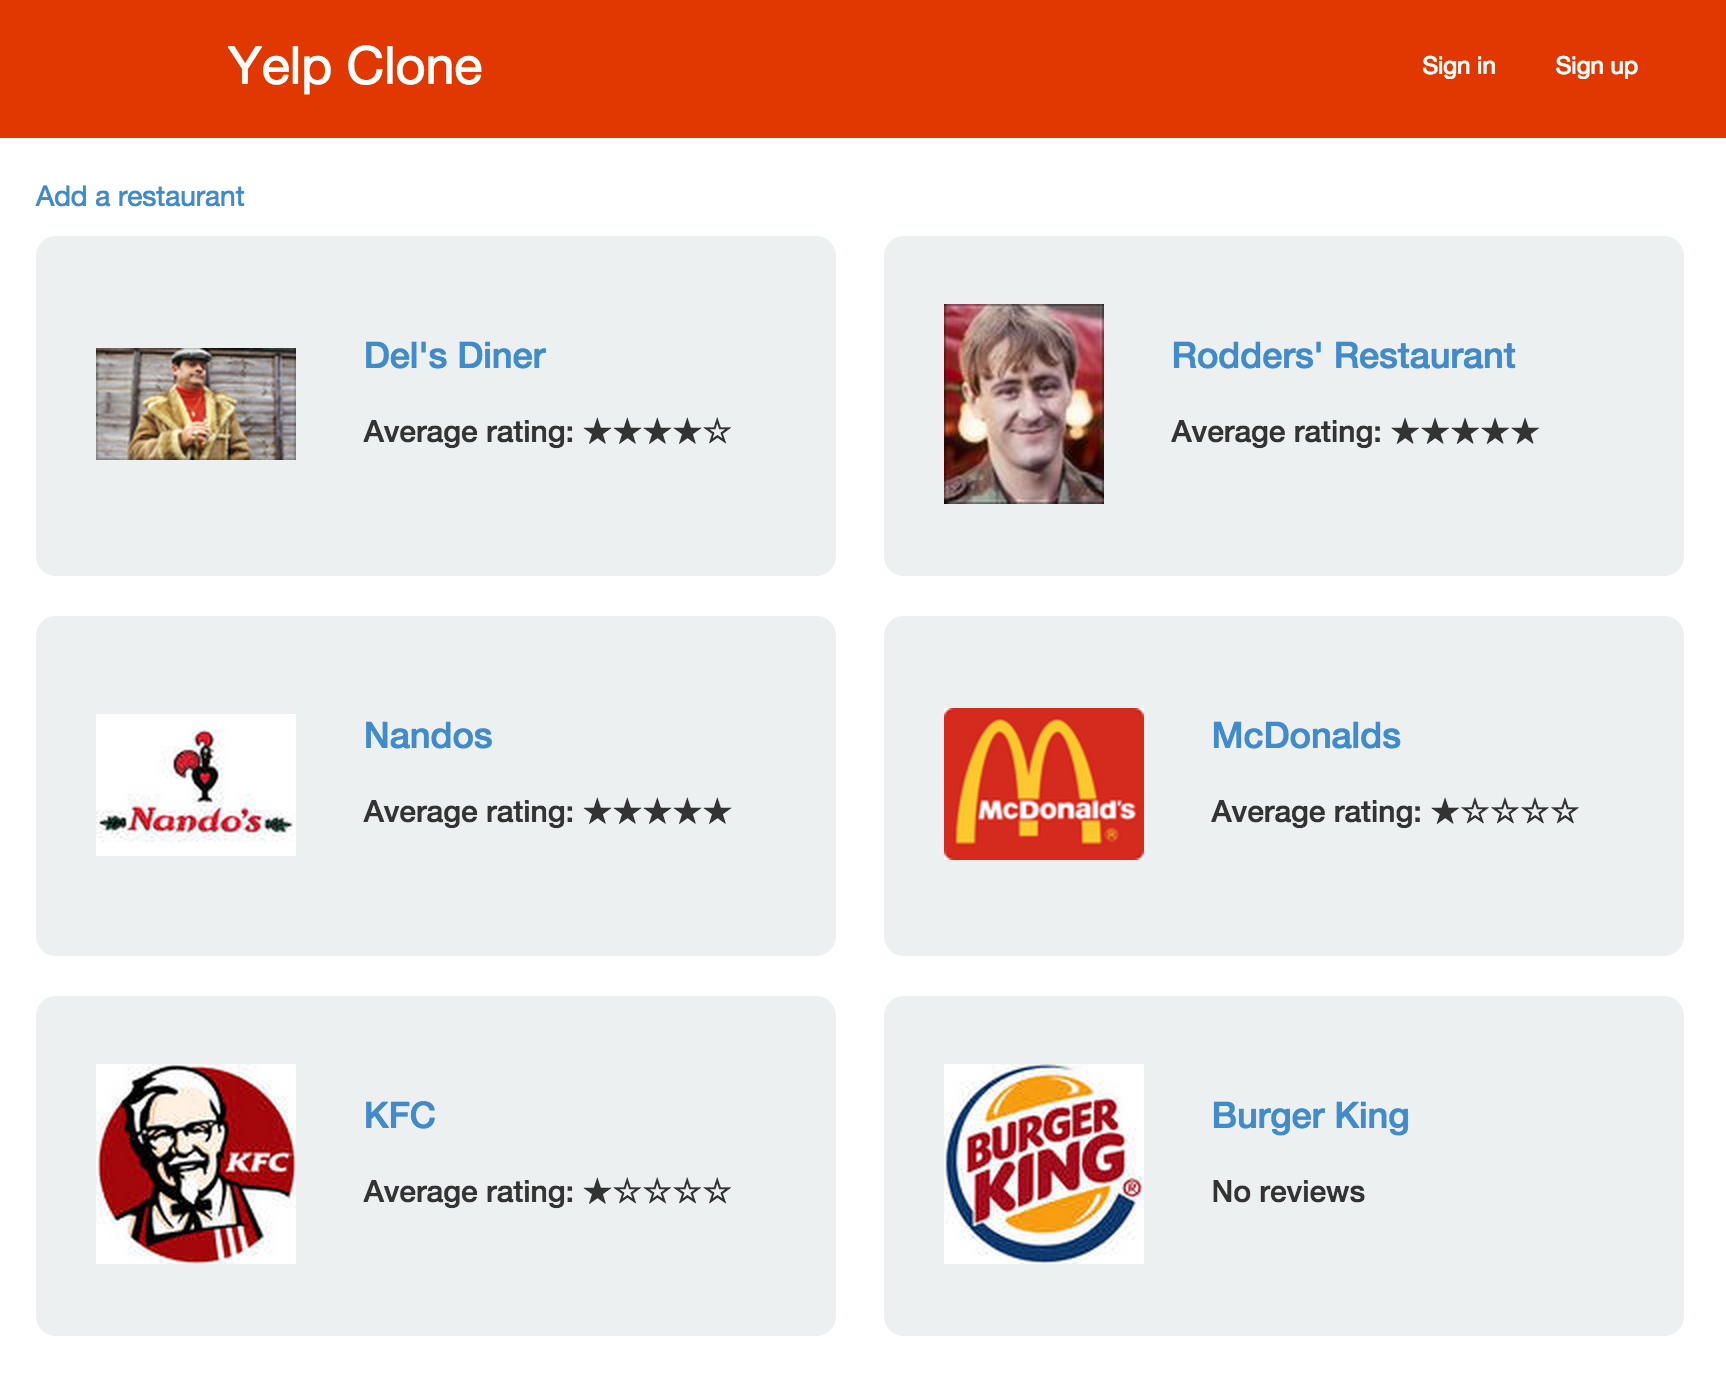 Yelp Clone
Sign in
Sign up
Add a restaurant
Del's Diner
Average rating: ★★★★☆
Rodders' Restaurant
Average rating: ★★★★★
Nando's
Nandos
Average rating: ★★★★★
McDonald's
®
McDonalds
Average rating: ★☆☆☆☆
KFC
KFC
Average rating: ★☆☆☆☆
BURGER
KING
®
Burger King
No reviews